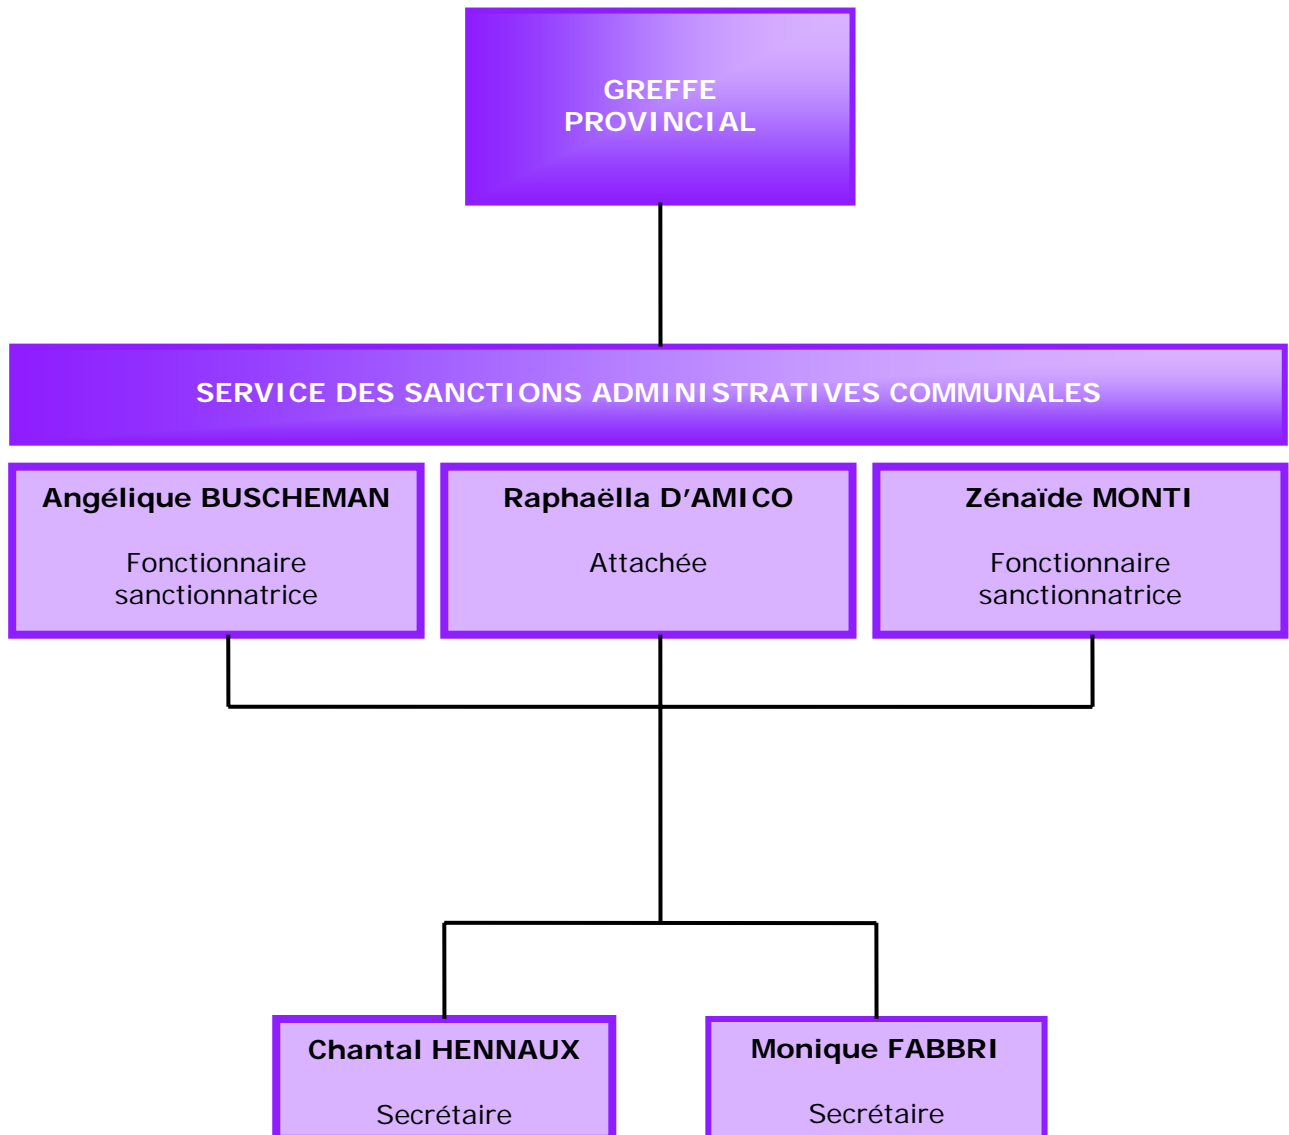 GREFFE
PROVINCIAL
SERVICE DES SANCTIONS ADMINISTRATIVES COMMUNALES
Angélique BUSCHEMAN
Fonctionnaire
sanctionnatrice
Raphaëlla D’AMICO
Attachée
Zénaïde MONTI
Fonctionnaire
sanctionnatrice
Chantal HENNAUX
Secrétaire
Monique FABBRI
Secrétaire